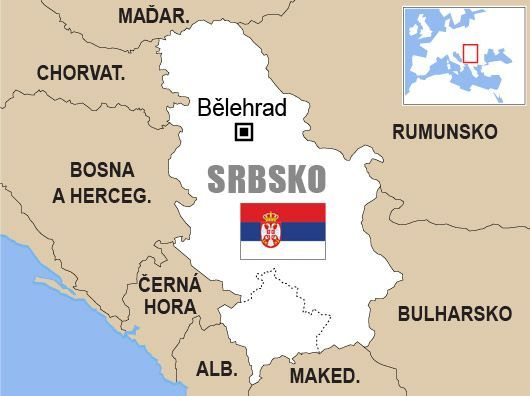 MAĎAR.
CHORVAT.
Bělehrad
RUMUNSKO
BOSNA
A HERCEG.
SRBSKO
ČERNÁ
HORA
BULHARSKO
ALB.
MAKED.